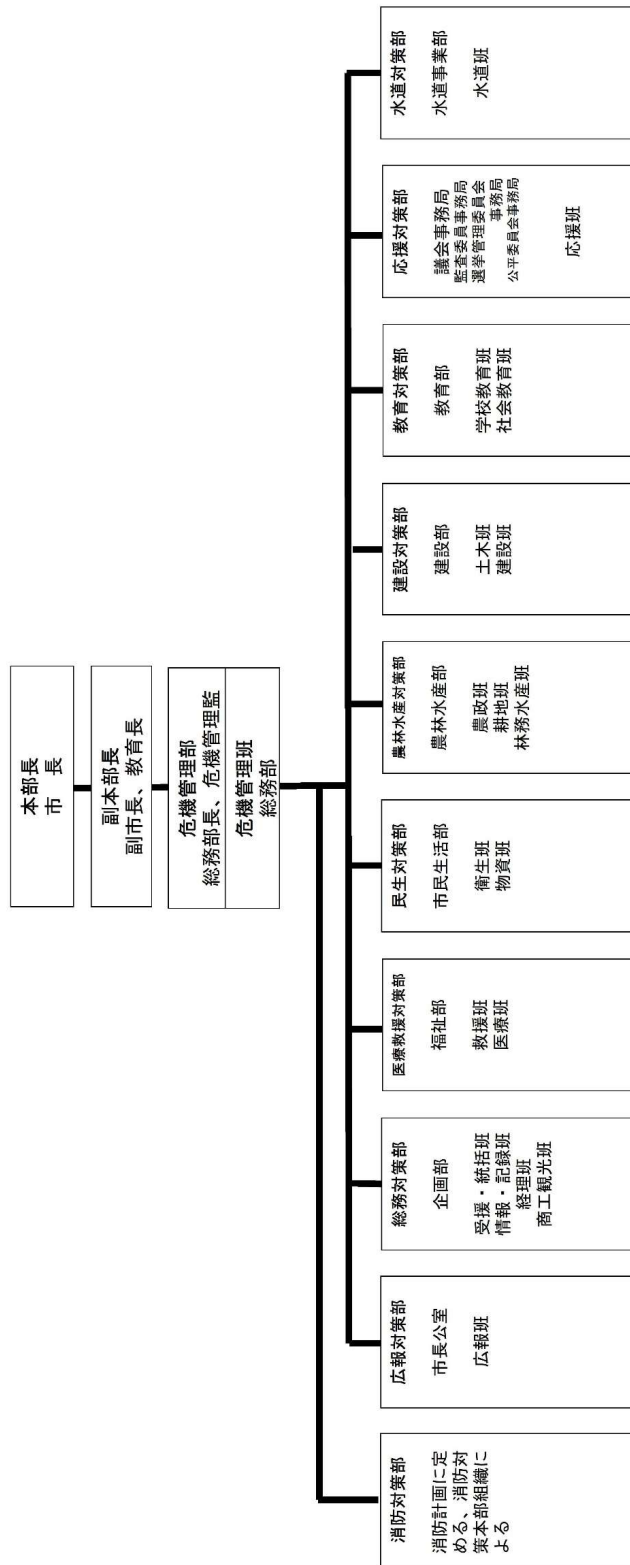 本部長
市 長
副本部長
副市長、教育長
危機管理部
総務部長、危機管理監
危機管理班
総務部
消防対策部
消防計画に定
める、消防対
策本部組織に
よる
広報対策部
市長公室
広報班
総務対策部
企画部
受援・統括班
情報・記録班
経理班
商工観光班
医療救援対策部
福祉部
救援班
医療班
民生対策部
市民生活部
衛生班
物資班
農林水産対策部
農林水産部
農政班
耕地班
林務水産班
建設対策部
建設部
土木班
建設班
教育対策部
教育部
学校教育班
社会教育班
応援対策部
議会事務局
監査委員事務局
選挙管理委員会
事務局
公平委員会事務局
応援班
水道対策部
水道事業部
水道班